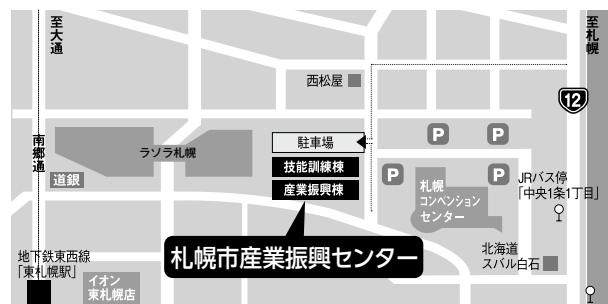 至大通
至札幌
西松屋
12
南郷通
ラソラ札幌
駐車場
P
P
技能訓練棟
産業振興棟
P
P
道銀
札幌
コンベンション
センター
JRバス停
「中央1条1丁目」
札幌市産業振興センター
地下鉄東西線
「東札幌駅」
イオン
東札幌店
北海道
スバル白石